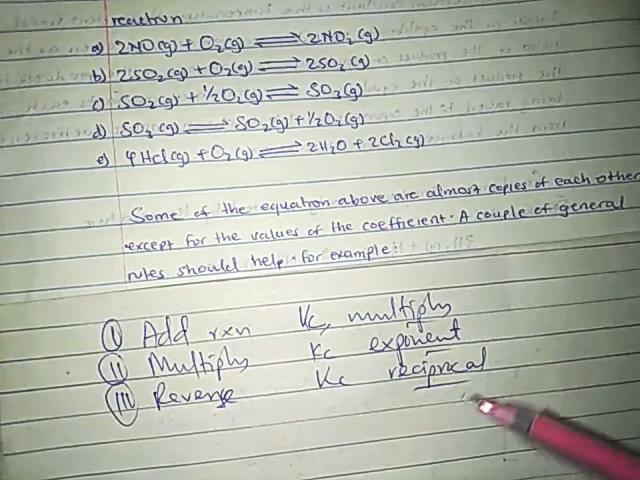 reaction
a) 2NO(g) + O₂(g) ⇌ 2NO₂(g)
b) 2SO₂(g) + O₂(g) ⇌ 2SO₃(g)
c) SO₂(g) + ½O₂(g) ⇌ SO₃(g)
d) SO₃(g) ⇌ SO₂(g) + ½O₂(g)
e) 4Hcl(g) + O₂(g) ⇌ 2H₂O + 2Cl₂(g)
Some of the equation above are almost copies of each other
except for the values of the coefficient. A couple of general
rules should help. for example:
(I) Add rxn Kc, multiply
(II) Multiply Kc exponent
(III) Reverse Kc reciprocal